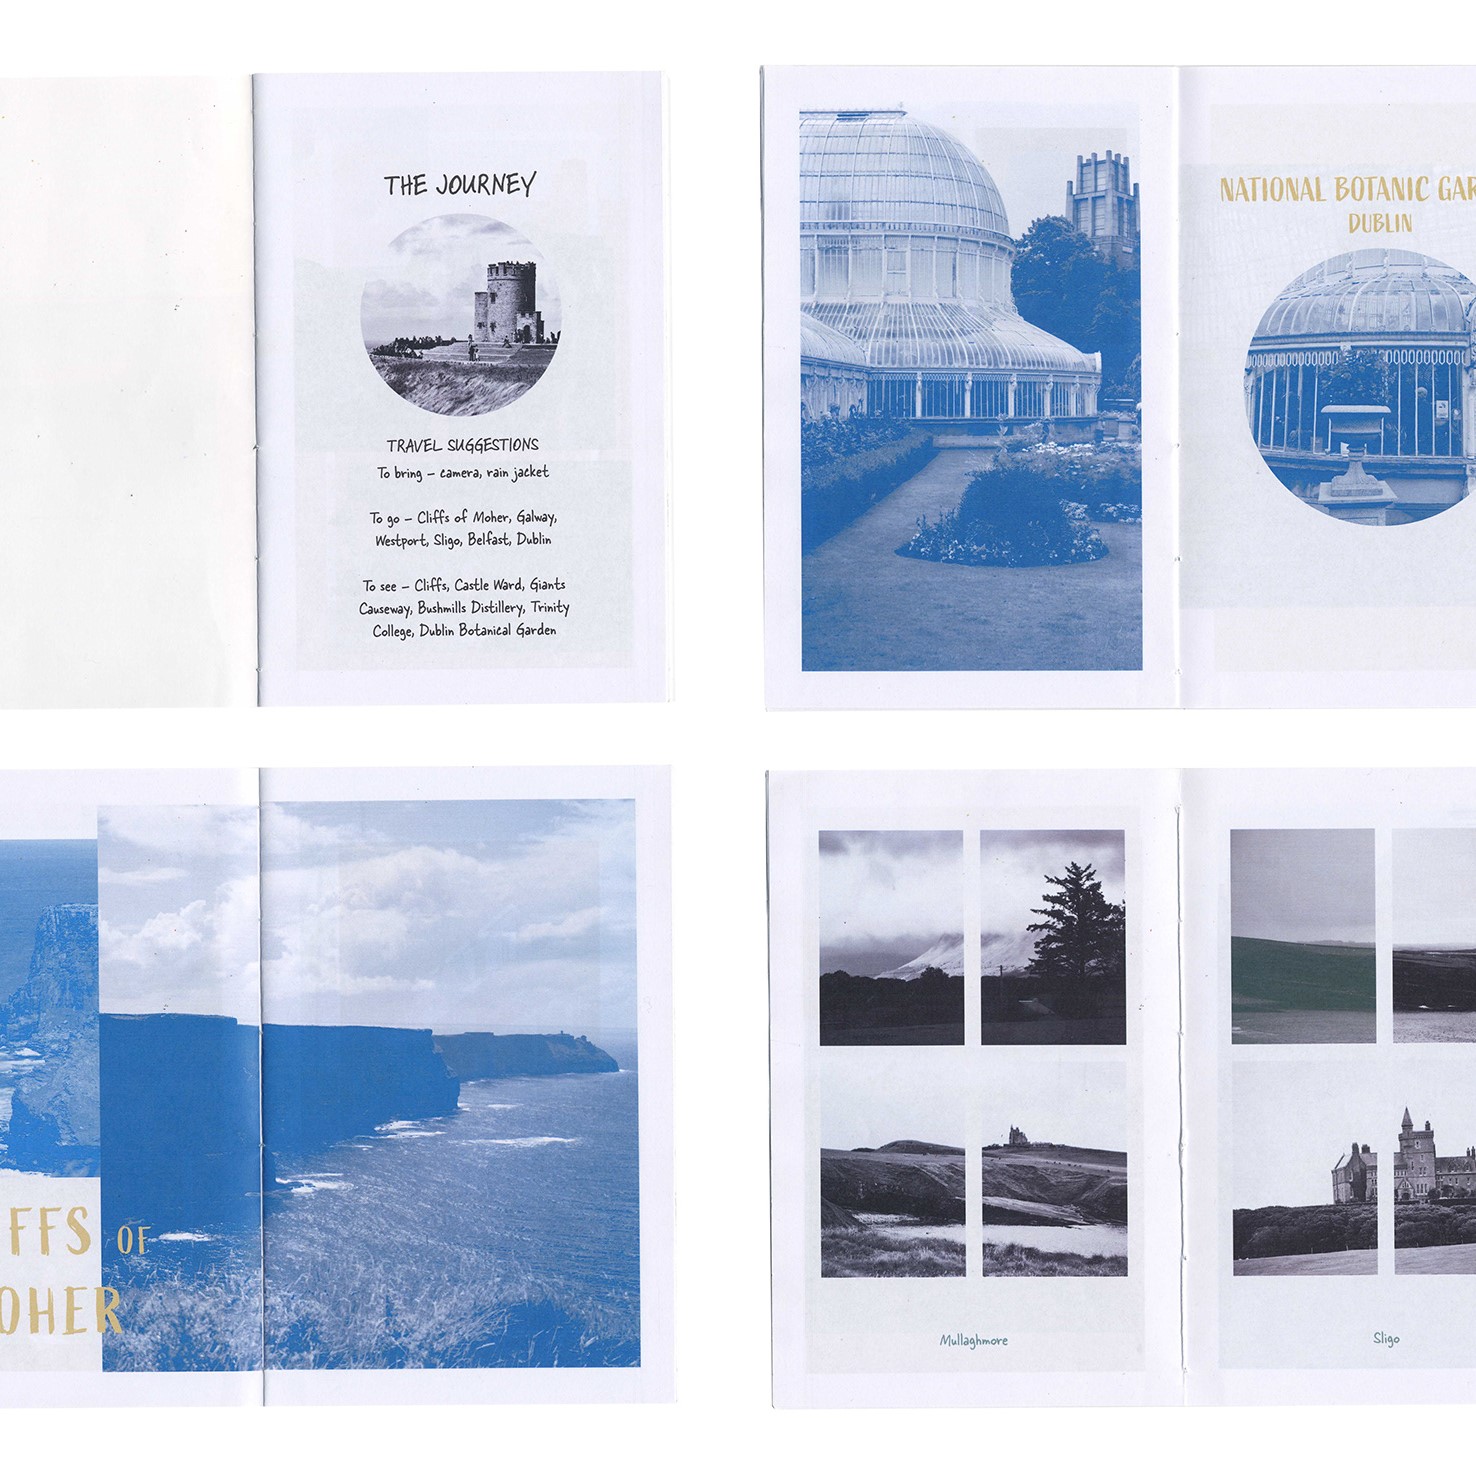 THE JOURNEY
TRAVEL SUGGESTIONS
To bring – camera, rain jacket
To go – Cliffs of Moher, Galway,
Westport, Sligo, Belfast, Dublin
To see – Cliffs, Castle Ward, Giants
Causeway, Bushmills Distillery, Trinity
College, Dublin Botanical Garden
NATIONAL BOTANIC GAR
DUBLIN
FFS OF
OHER
Mullaghmore
Sligo